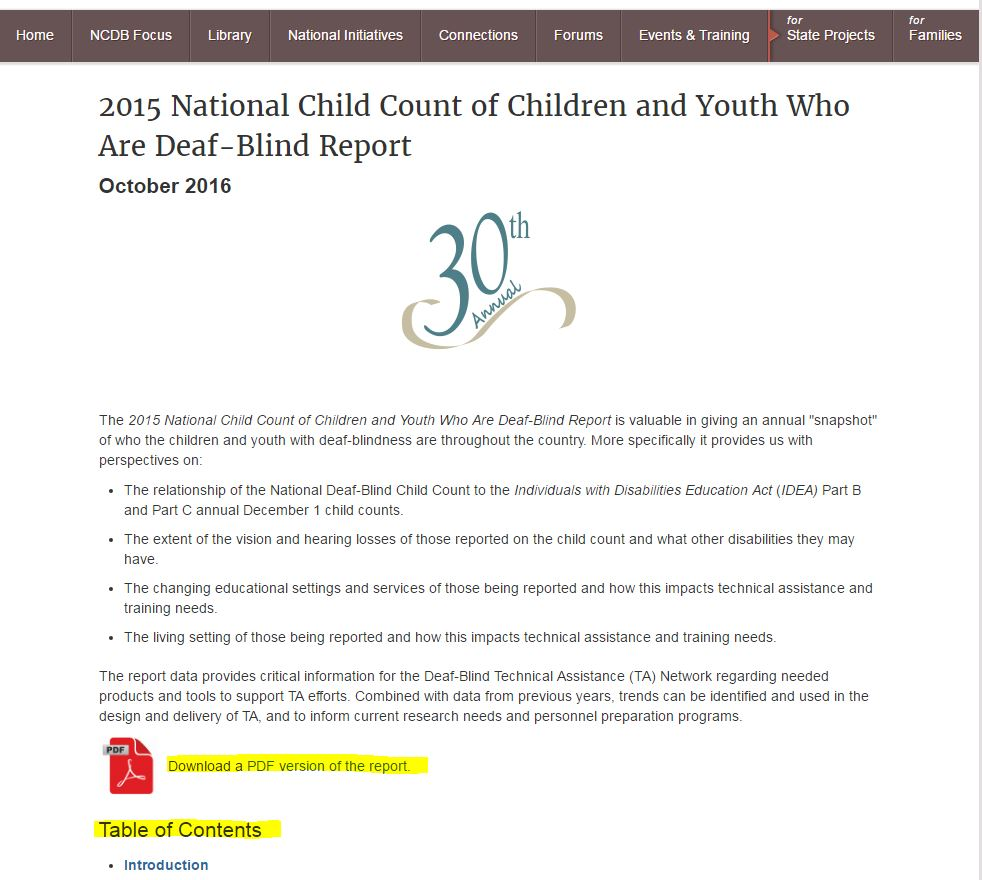 Home NCDB Focus Library National Initiatives Connections Forums Events & Training for State Projects for Families
2015 National Child Count of Children and Youth Who
Are Deaf-Blind Report
October 2016
30th
Annual
The 2015 National Child Count of Children and Youth Who Are Deaf-Blind Report is valuable in giving an annual "snapshot"
of who the children and youth with deaf-blindness are throughout the country. More specifically it provides us with
perspectives on:
• The relationship of the National Deaf-Blind Child Count to the Individuals with Disabilities Education Act (IDEA) Part B
and Part C annual December 1 child counts.
• The extent of the vision and hearing losses of those reported on the child count and what other disabilities they may
have.
• The changing educational settings and services of those being reported and how this impacts technical assistance and
training needs.
• The living setting of those being reported and how this impacts technical assistance and training needs.
The report data provides critical information for the Deaf-Blind Technical Assistance (TA) Network regarding needed
products and tools to support TA efforts. Combined with data from previous years, trends can be identified and used in the
design and delivery of TA, and to inform current research needs and personnel preparation programs.
PDF
Download a PDF version of the report.
Table of Contents
• Introduction